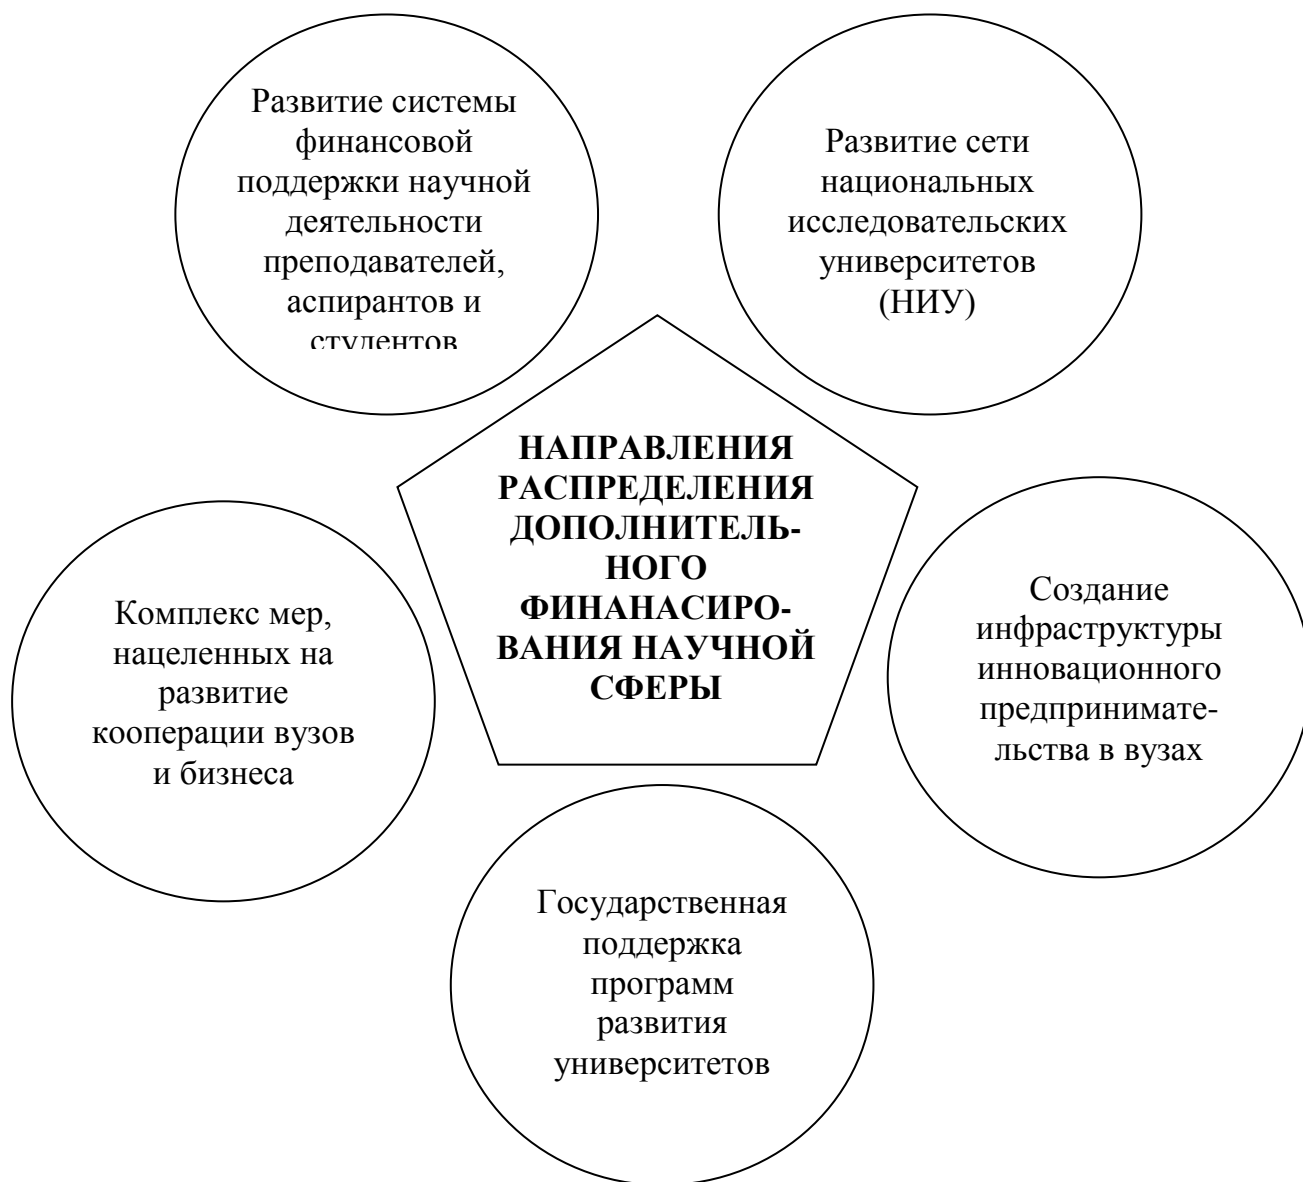 Развитие системы
финансовой
поддержки научной
деятельности
преподавателей,
аспирантов и
студентов
Развитие сети
национальных
исследовательских
университетов
(НИУ)
НАПРАВЛЕНИЯ
РАСПРЕДЕЛЕНИЯ
ДОПОЛНИТЕЛЬ-
НОГО
ФИНАНАСИРО-
ВАНИЯ НАУЧНОЙ
СФЕРЫ
Комплекс мер,
нацеленных на
развитие
кооперации вузов
и бизнеса
Создание
инфраструктуры
инновационного
предпринимате-
льства в вузах
Государственная
поддержка
программ
развития
университетов